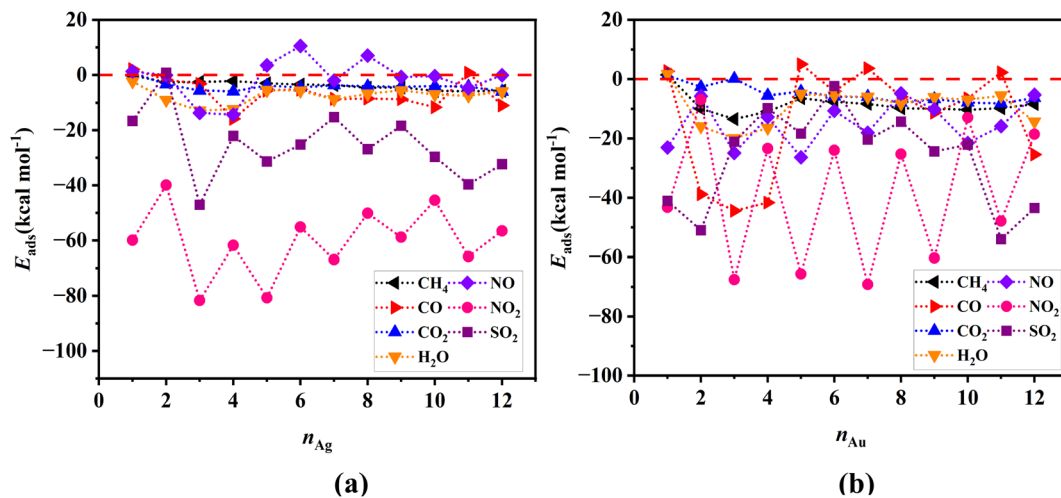 20
0
−20
−40
−60
−80
−100
E_ads(kcal mol⁻¹)
CH₄ NO
CO NO₂
CO₂ SO₂
H₂O
0 2 4 6 8 10 12
n_Ag
(a)
20
0
−20
−40
−60
−80
−100
E_ads(kcal mol⁻¹)
CH₄ NO
CO NO₂
CO₂ SO₂
H₂O
0 2 4 6 8 10 12
n_Au
(b)